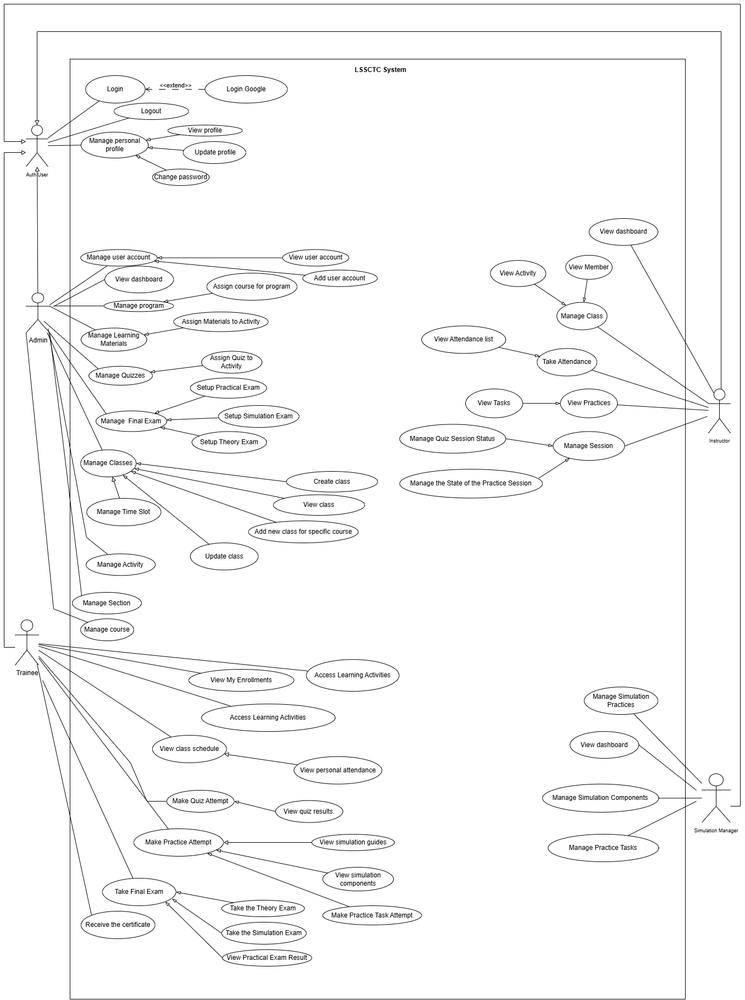 LSSCTC System
Login
<<extend>>
Login Google
Logout
View profile
Manage personal
profile
Update profile
Change password
Auth User
View dashboard
Manage user account
View user account
View Activity
View Member
View dashboard
Add user account
Assign course for program
Manage program
Manage Class
Assign Materials to Activity
Manage Learning
Materials
Admin
View Attendance list
Take Attendance
Assign Quiz to
Activity
Manage Quizzes
Setup Practical Exam
View Tasks
View Practices
Setup Simulation Exam
Manage  Final Exam
Setup Theory Exam
Manage Quiz Session Status
Manage Session
Instructor
Manage Classes
Create class
Manage the State of the Practice Session
View class
Manage Time Slot
Add new class for specific course
Update class
Manage Activity
Manage Section
Manage course
Trainee
Access Learning Activities
View My Enrollments
Manage Simulation
Practices
Access Learning Activities
View class schedule
View dashboard
View personal attendance
Make Quiz Attempt
View quiz results.
Manage Simulation Components
Simulation Manager
Make Practice Attempt
View simulation guides
Manage Practice Tasks
View simulation
components
Take Final Exam
Take the Theory Exam
Make Practice Task Attempt
Receive the certificate
Take the Simulation Exam
View Practical Exam Result